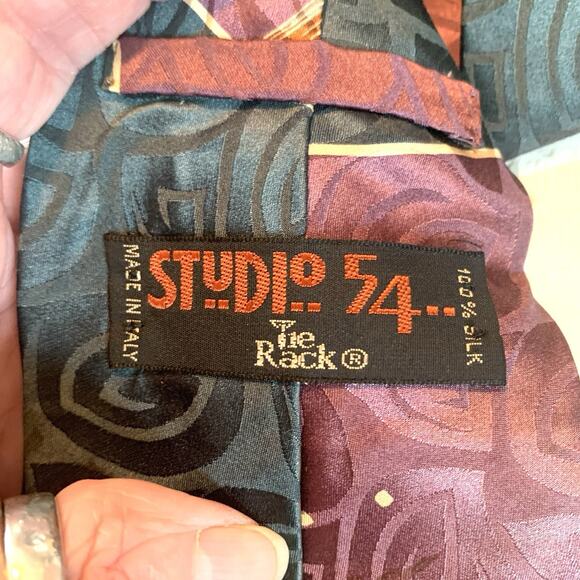 MADE IN ITALY
STUDIO 54..
Tie
Rack®
100% SILK